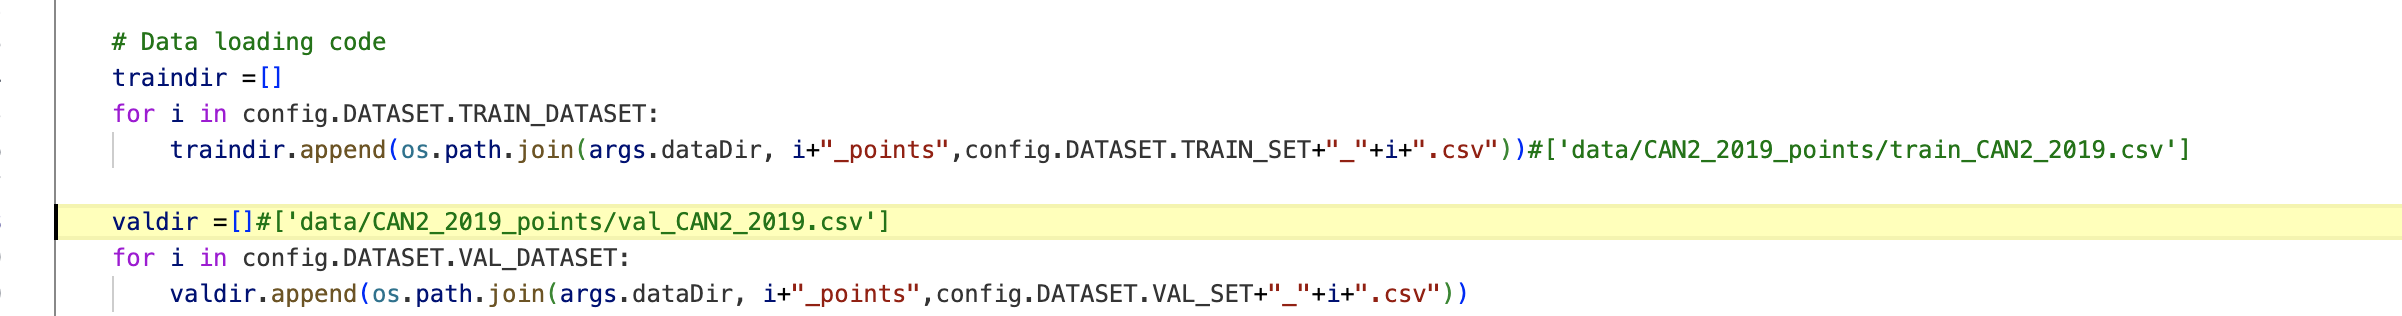 # Data loading code
traindir =[]
for i in config.DATASET.TRAIN_DATASET:
traindir.append(os.path.join(args.dataDir, i+"_points",config.DATASET.TRAIN_SET+"_"+i+".csv"))#['data/CAN2_2019_points/train_CAN2_2019.csv']
valdir =[]#['data/CAN2_2019_points/val_CAN2_2019.csv']
for i in config.DATASET.VAL_DATASET:
valdir.append(os.path.join(args.dataDir, i+"_points",config.DATASET.VAL_SET+"_"+i+".csv"))